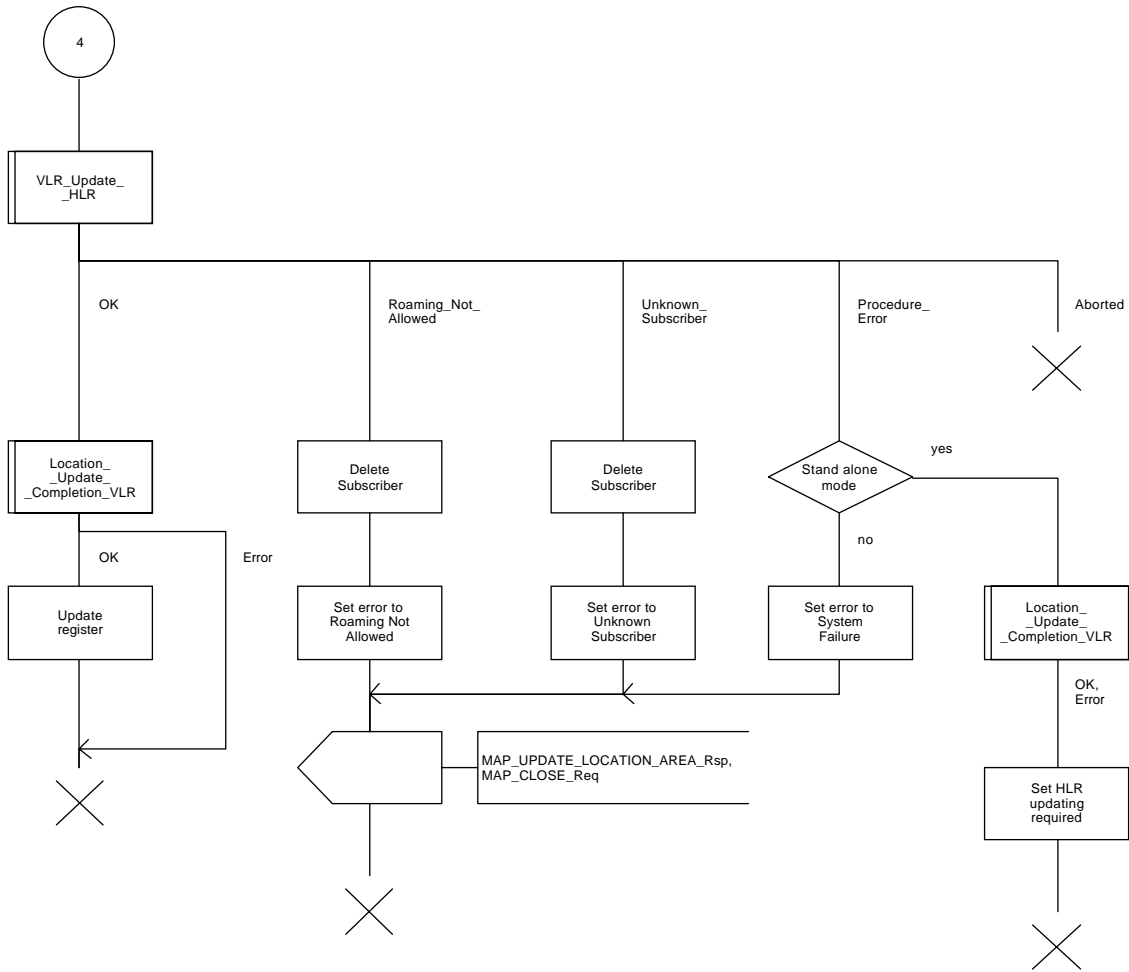 4
VLR_Update_
_HLR
OK
Roaming_Not_
Allowed
Unknown_
Subscriber
Procedure_
Error
Aborted
Location_
_Update_
_Completion_VLR
Delete
Subscriber
Delete
Subscriber
Stand alone
mode
yes
OK
Error
no
Update
register
Set error to
Roaming Not
Allowed
Set error to
Unknown
Subscriber
Set error to
System
Failure
Location_
_Update_
_Completion_VLR
OK,
Error
MAP_UPDATE_LOCATION_AREA_Rsp,
MAP_CLOSE_Req
Set HLR
updating
required